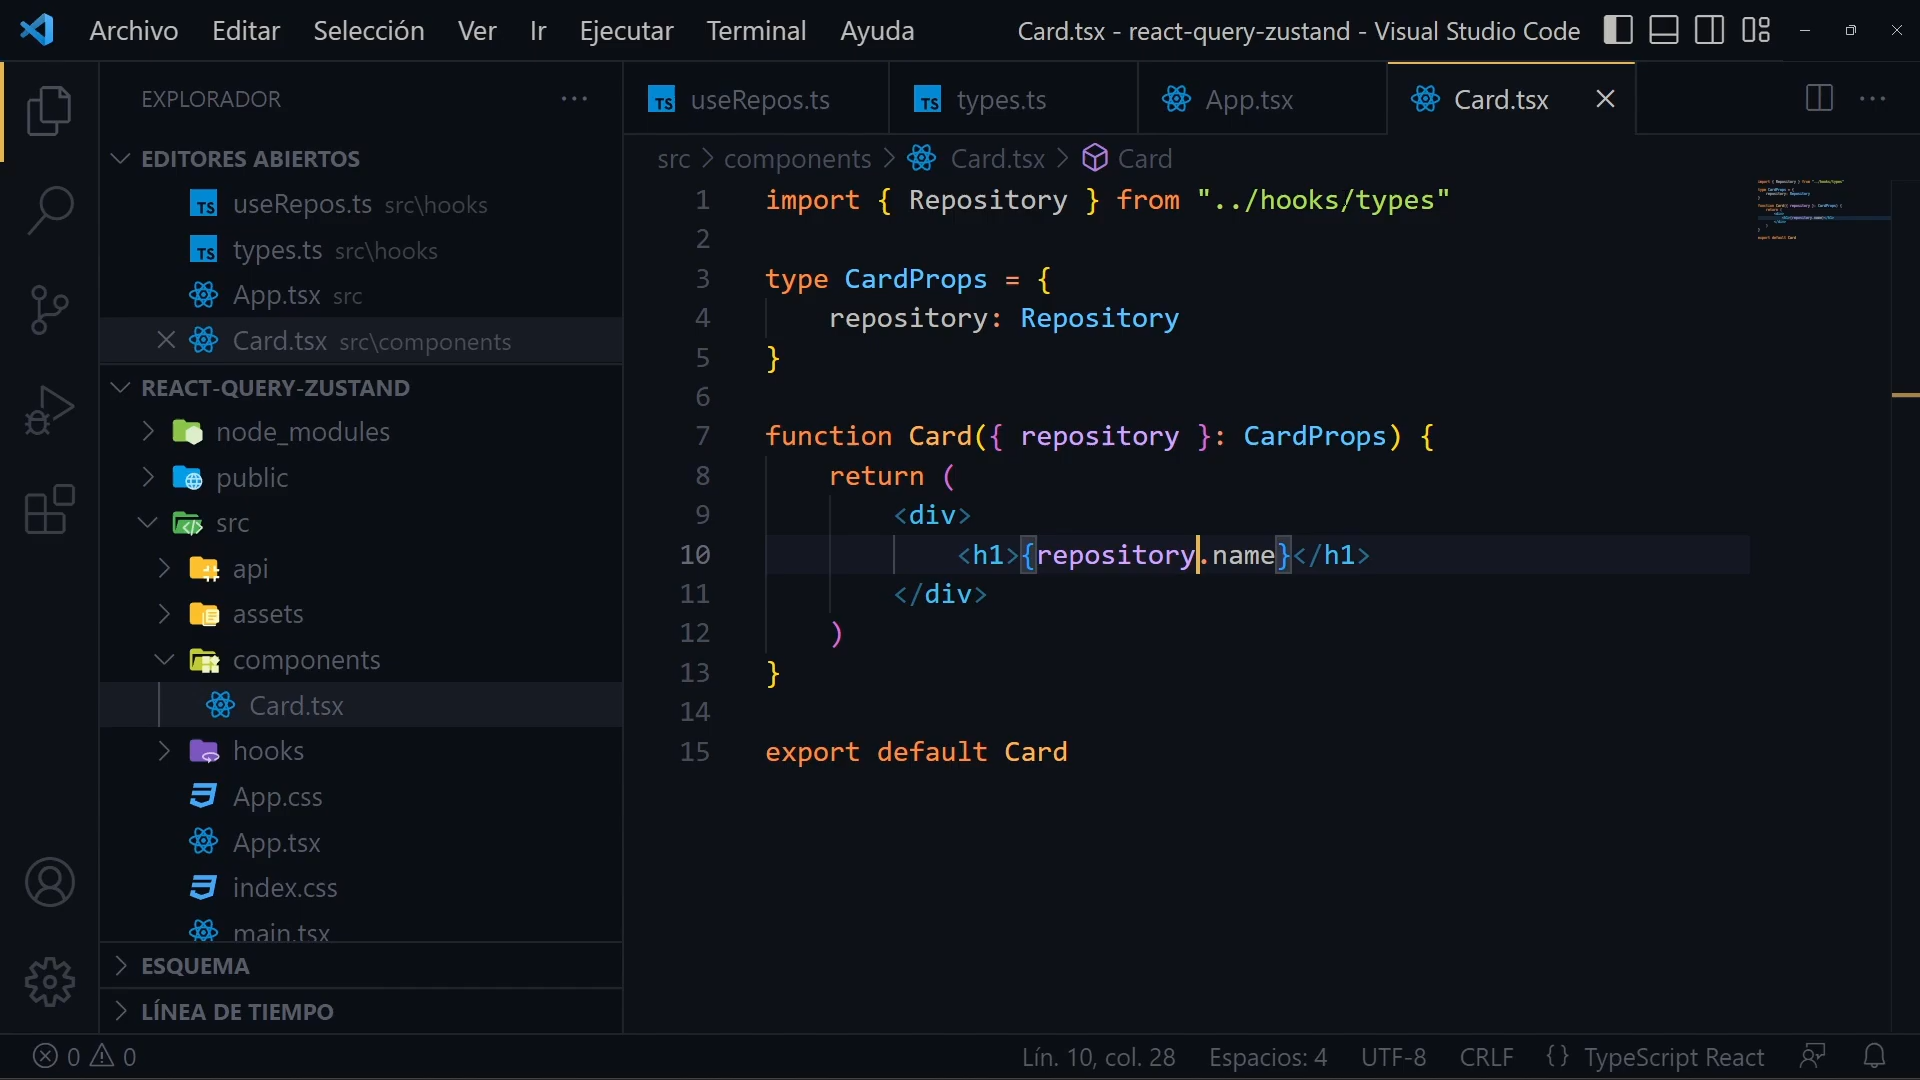 Archivo Editar Selección Ver Ir Ejecutar Terminal Ayuda Card.tsx - react-query-zustand - Visual Studio Code
EXPLORADOR
EDITORES ABIERTOS
TS useRepos.ts src\hooks
TS types.ts src\hooks
App.tsx src
Card.tsx src\components
REACT-QUERY-ZUSTAND
node_modules
public
src
api
assets
components
Card.tsx
hooks
App.css
App.tsx
index.css
main.tsx
ESQUEMA
LÍNEA DE TIEMPO
TS useRepos.ts TS types.ts App.tsx Card.tsx
src > components > Card.tsx > Card
1 import { Repository } from "../hooks/types"
2
3 type CardProps = {
4 repository: Repository
5 }
6
7 function Card({ repository }: CardProps) {
8 return (
9 <div>
10 <h1>{repository.name}</h1>
11 </div>
12 )
13 }
14
15 export default Card
0 0 Lín. 10, col. 28 Espacios: 4 UTF-8 CRLF {} TypeScript React